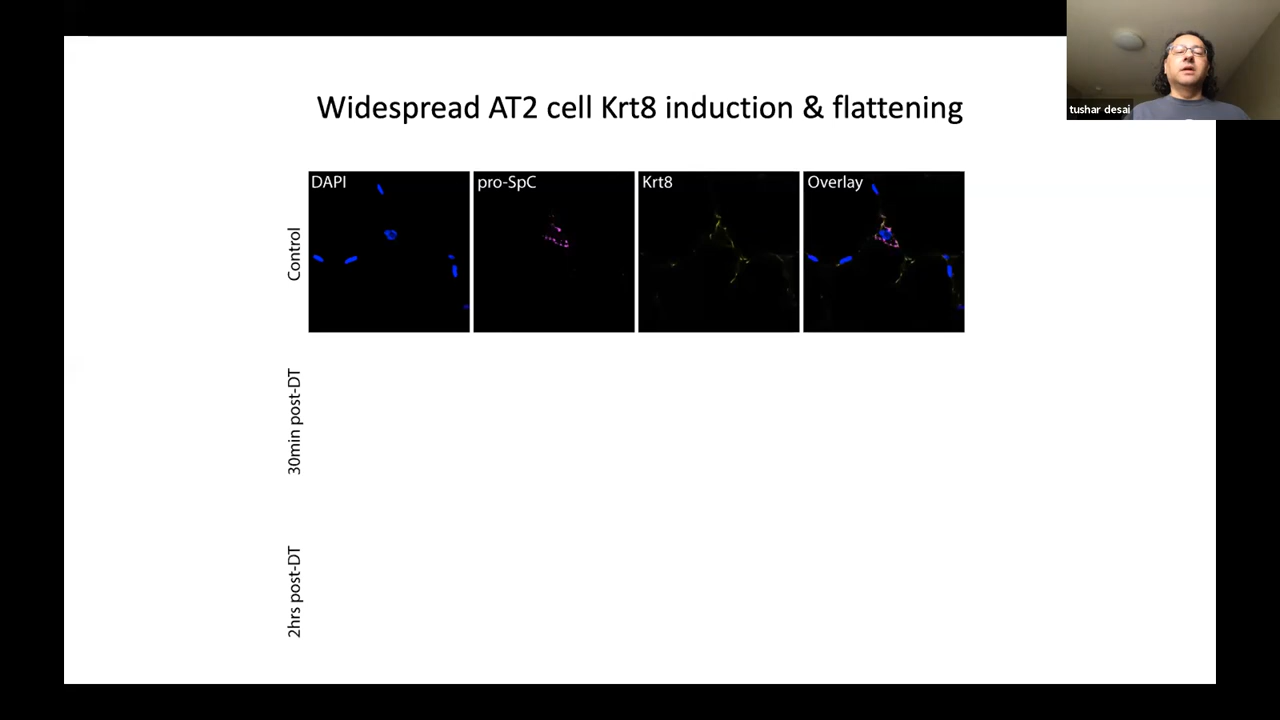 tushar desai
Widespread AT2 cell Krt8 induction & flattening
DAPI
pro-SpC
Krt8
Overlay
Control
30min post-DT
2hrs post-DT